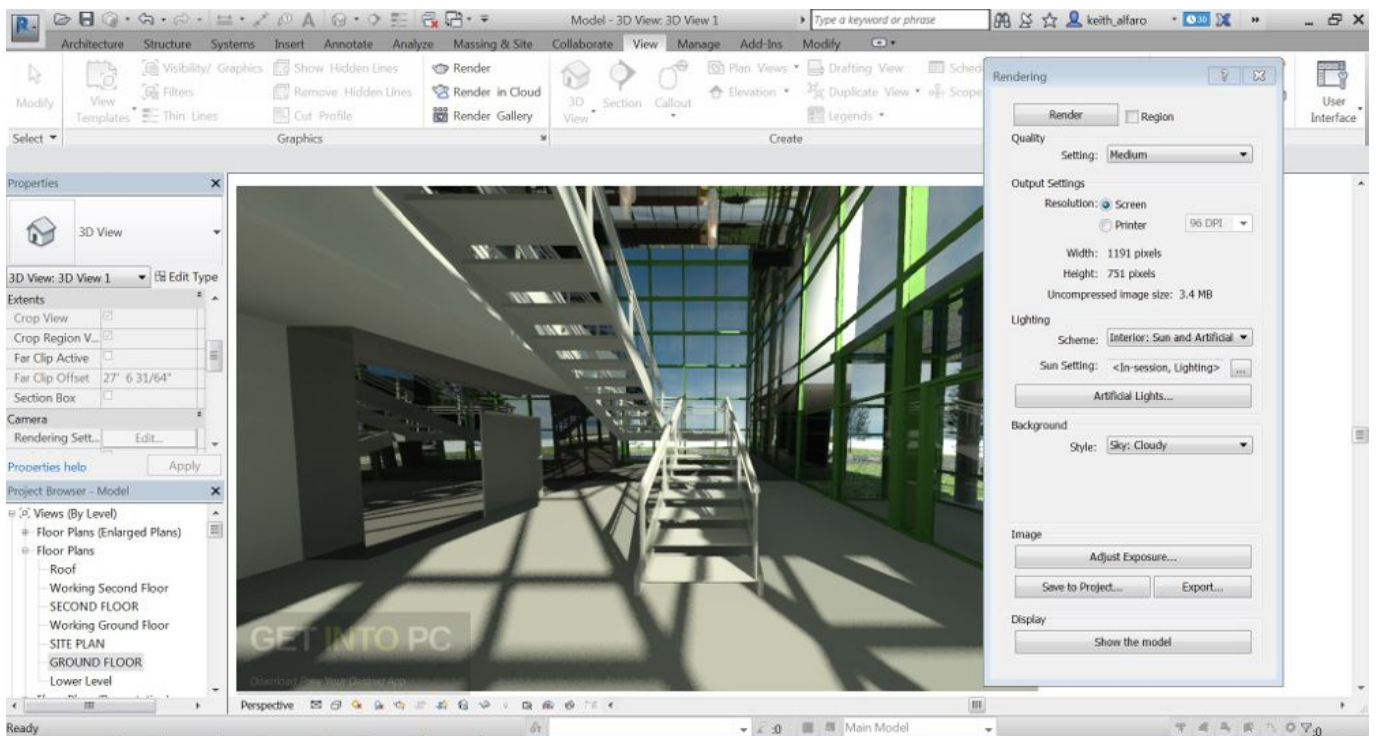 Model - 3D View: 3D View 1
Type a keyword or phrase
keith_alfaro
Architecture Structure Systems Insert Annotate Analyze Massing & Site Collaborate View Manage Add-Ins Modify
Modify
View Templates
Visibility/ Graphics
Filters
Thin Lines
Show Hidden Lines
Remove Hidden Lines
Cut Profile
Render
Render in Cloud
Render Gallery
3D View
Section
Callout
Plan Views
Elevation
Drafting View
Duplicate View
Legends
Sched
Scope
User Interface
Select
Graphics
Create
Properties
3D View
3D View: 3D View 1
Edit Type
Extents
Crop View
Crop Region V...
Far Clip Active
Far Clip Offset 27' 6 31/64"
Section Box
Camera
Rendering Sett... Edit...
Properties help
Apply
Project Browser - Model
Views (By Level)
Floor Plans (Enlarged Plans)
Floor Plans
Roof
Working Second Floor
SECOND FLOOR
Working Ground Floor
SITE PLAN
GROUND FLOOR
Lower Level
GET INTO PC
Download Free Your Desired App
Perspective
Ready
:0
Main Model
:0
Rendering
Render
Region
Quality
Setting: Medium
Output Settings
Resolution: Screen
Printer 96 DPI
Width: 1191 pixels
Height: 751 pixels
Uncompressed image size: 3.4 MB
Lighting
Scheme: Interior: Sun and Artificial
Sun Setting: <In-session, Lighting> ...
Artificial Lights...
Background
Style: Sky: Cloudy
Image
Adjust Exposure...
Save to Project...
Export...
Display
Show the model